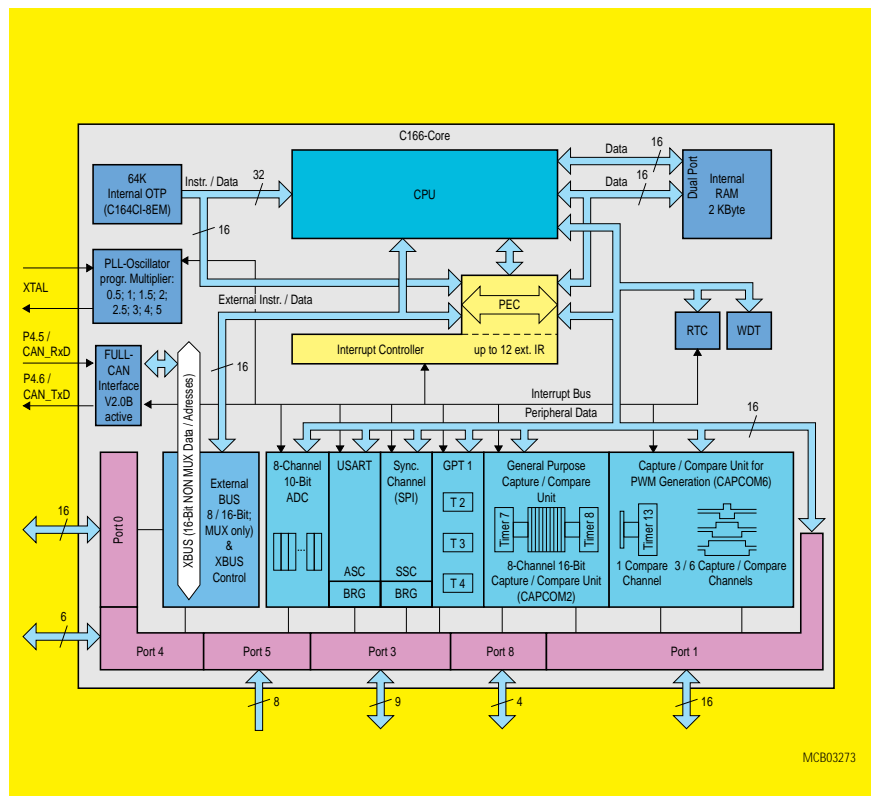 C166-Core
64K
Internal OTP
(C164CI-8EM)
Instr. / Data
32
16
CPU
Data
16
Data
16
Dual Port
Internal
RAM
2 KByte
XTAL
PLL-Oscillator
progr. Multiplier:
0.5; 1; 1.5; 2;
2.5; 3; 4; 5
External Instr. / Data
PEC
Interrupt Controller
up to 12 ext. IR
RTC
WDT
P4.5 /
CAN_RxD
P4.6 /
CAN_TxD
FULL-
CAN
Interface
V2.0B
active
16
Interrupt Bus
Peripheral Data
16
XBUS (16-Bit NON MUX Data / Adresses)
External
BUS
8 / 16-Bit;
MUX only)
&
XBUS
Control
8-Channel
10-Bit
ADC
...
USART
ASC
BRG
Sync.
Channel
(SPI)
SSC
BRG
GPT 1
T 2
T 3
T 4
General Purpose
Capture / Compare
Unit
Timer 7
Timer 8
8-Channel 16-Bit
Capture / Compare Unit
(CAPCOM2)
Capture / Compare Unit for
PWM Generation (CAPCOM6)
Timer 13
1 Compare
Channel
3 / 6 Capture / Compare
Channels
16
Port 0
6
Port 4
Port 5
Port 3
Port 8
Port 1
8
9
4
16
MCB03273